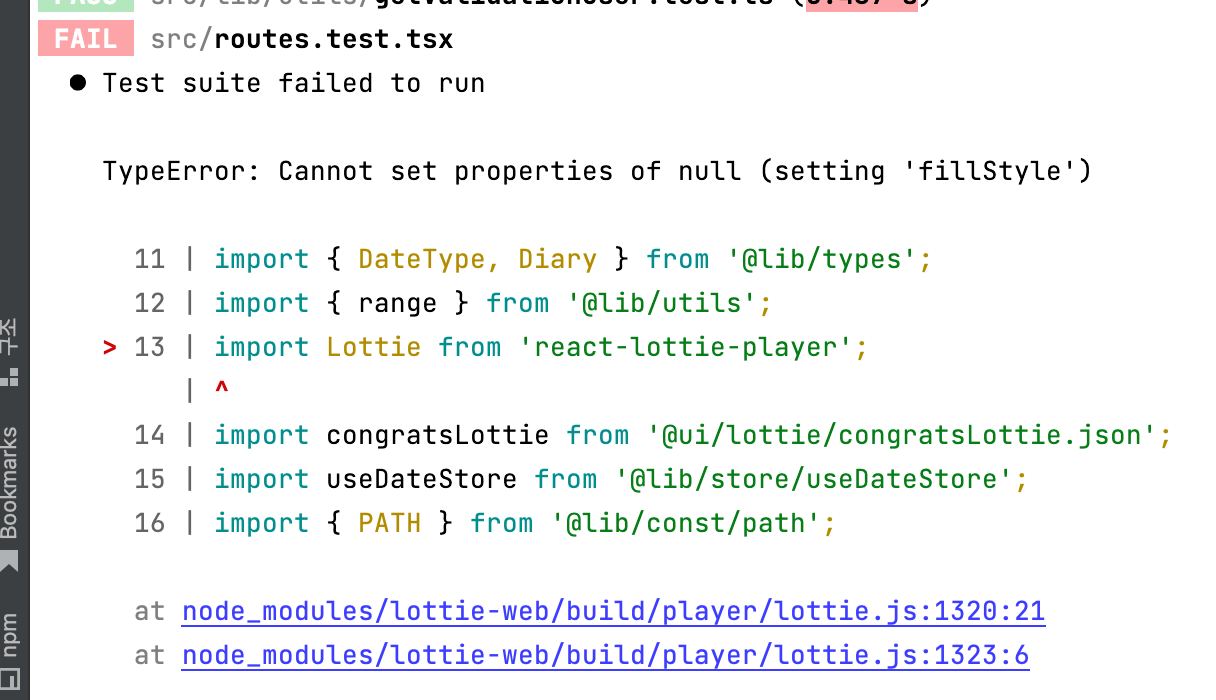 FAIL src/routes.test.tsx
● Test suite failed to run
TypeError: Cannot set properties of null (setting 'fillStyle')
11 | import { DateType, Diary } from '@lib/types';
12 | import { range } from '@lib/utils';
> 13 | import Lottie from 'react-lottie-player';
| ^
14 | import congratsLottie from '@ui/lottie/congratsLottie.json';
15 | import useDateStore from '@lib/store/useDateStore';
16 | import { PATH } from '@lib/const/path';
at node_modules/lottie-web/build/player/lottie.js:1320:21
at node_modules/lottie-web/build/player/lottie.js:1323:6
구조
Bookmarks
npm